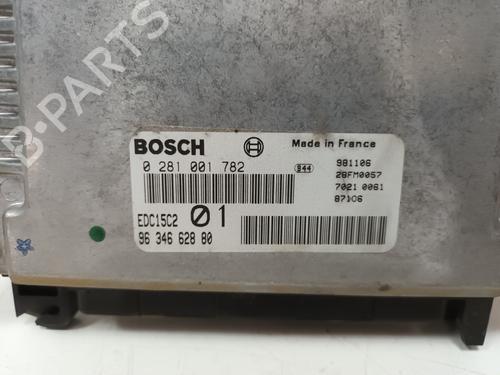 BOSCH
Made in France
0 281 001 782
S44
981106
28FM0057
7021 0061
87106
EDC15C2
01
96 346 628 80
B-PARTS